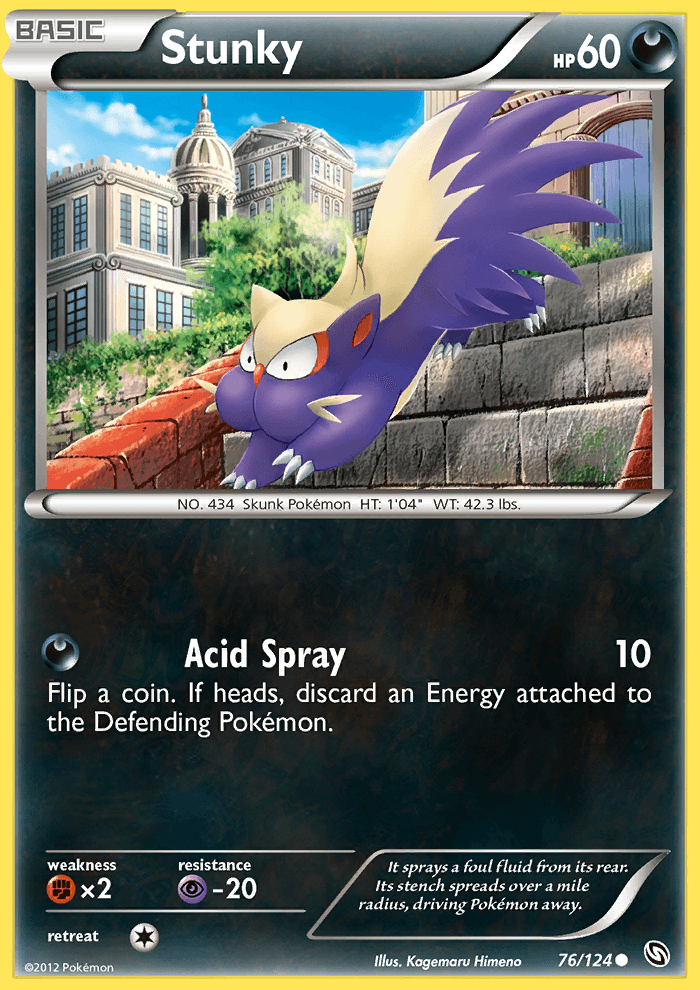 BASIC
Stunky
HP60
NO. 434 Skunk Pokémon HT: 1'04" WT: 42.3 lbs.
Acid Spray 10
Flip a coin. If heads, discard an Energy attached to
the Defending Pokémon.
weakness resistance
×2 -20
It sprays a foul fluid from its rear.
Its stench spreads over a mile
radius, driving Pokémon away.
retreat
©2012 Pokémon
Illus. Kagemaru Himeno
76/124